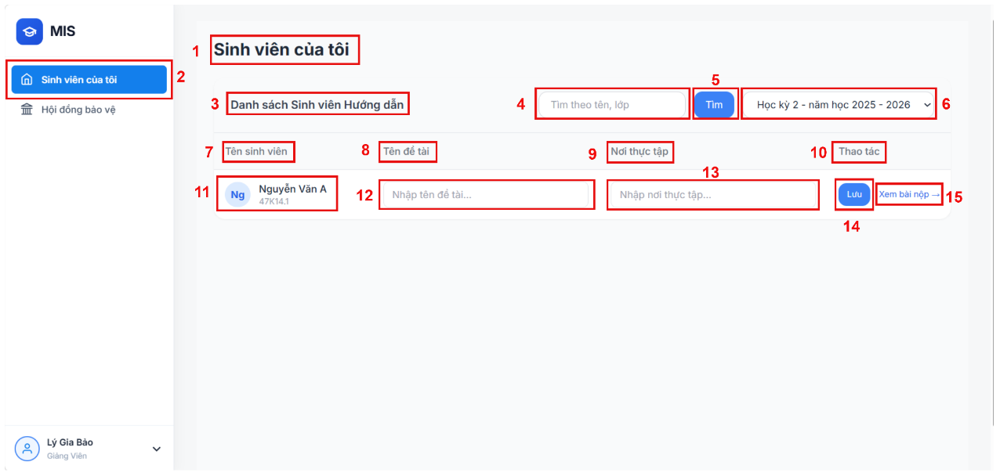 MIS
Sinh viên của tôi
2
Hội đồng bảo vệ
1
Sinh viên của tôi
3
Danh sách Sinh viên Hướng dẫn
4
Tìm theo tên, lớp
5
Tìm
Học kỳ 2 - năm học 2025 - 2026
6
7
Tên sinh viên
8
Tên đề tài
9
Nơi thực tập
10
Thao tác
11
Ng
Nguyễn Văn A
47K14.1
12
Nhập tên đề tài...
13
Nhập nơi thực tập...
Lưu
14
Xem bài nộp →
15
Lý Gia Bảo
Giảng Viên